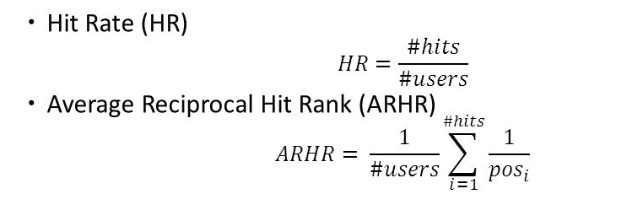 • Hit Rate (HR)
HR = #hits / #users
• Average Reciprocal Hit Rank (ARHR)
ARHR = 1 / #users ∑_{i=1}^{#hits} 1 / pos_i